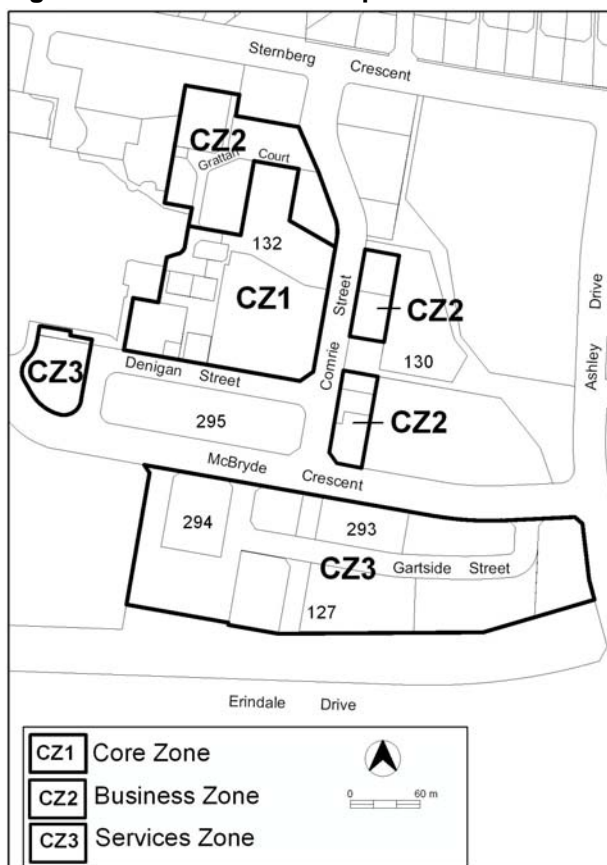 Sternberg Crescent
CZ2
Grattan Court
132
CZ1
Comrie Street
CZ2
Ashley Drive
130
CZ3
Denigan Street
295
CZ2
McBryde Crescent
294
293
CZ3
Gartside Street
127
Erindale Drive
CZ1 Core Zone
CZ2 Business Zone
CZ3 Services Zone
0 60 m